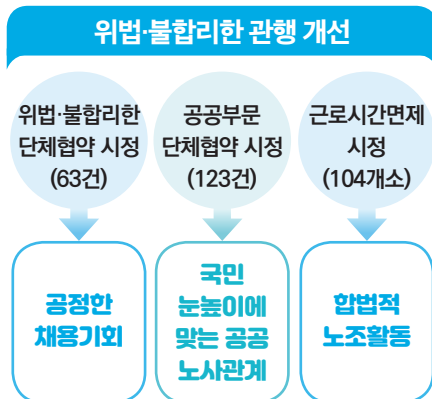 위법·불합리한 관행 개선
위법·불합리한
단체협약 시정
(63건)
공공부문
단체협약 시정
(123건)
근로시간면제
시정
(104개소)
공정한
채용기회
국민
눈높이에
맞는 공공
노사관계
합법적
노조활동